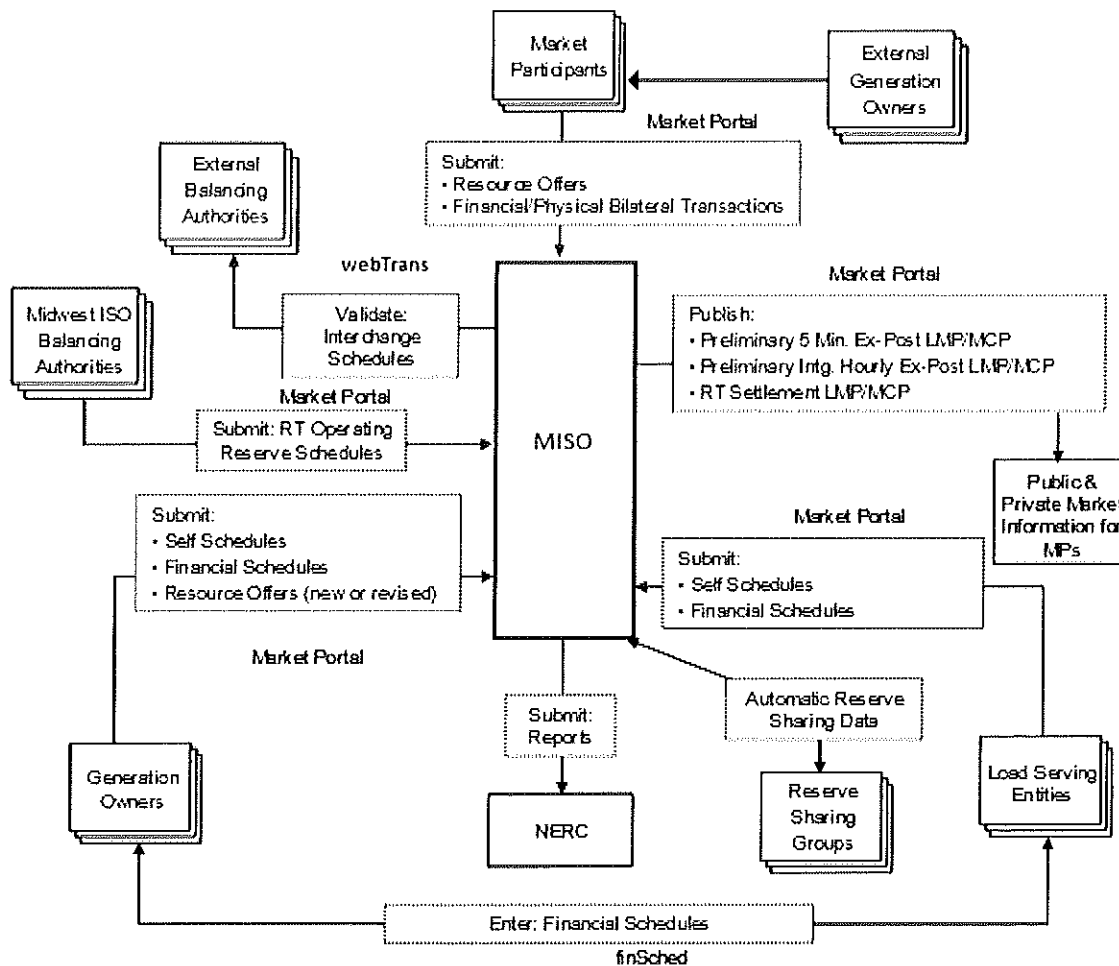 Market
Participants
External
Generation
Owners
Market Portal
Submit:
• Resource Offers
• Financial/Physical Bilateral Transactions
External
Balancing
Authorities
webTrans
Validate:
Interchange
Schedules
Midwest ISO
Balancing
Authorities
Market Portal
Submit: RT Operating
Reserve Schedules
MISO
Market Portal
Publish:
• Preliminary 5 Min. Ex-Post LMP/MCP
• Preliminary Intg. Hourly Ex-Post LMP/MCP
• RT Settlement LMP/MCP
Public &
Private Market
Information for
MPs
Submit:
• Self Schedules
• Financial Schedules
• Resource Offers (new or revised)
Market Portal
Market Portal
Submit:
• Self Schedules
• Financial Schedules
Submit:
Reports
Automatic Reserve
Sharing Data
Generation
Owners
NERC
Reserve
Sharing
Groups
Load Serving
Entities
Enter: Financial Schedules
finSched